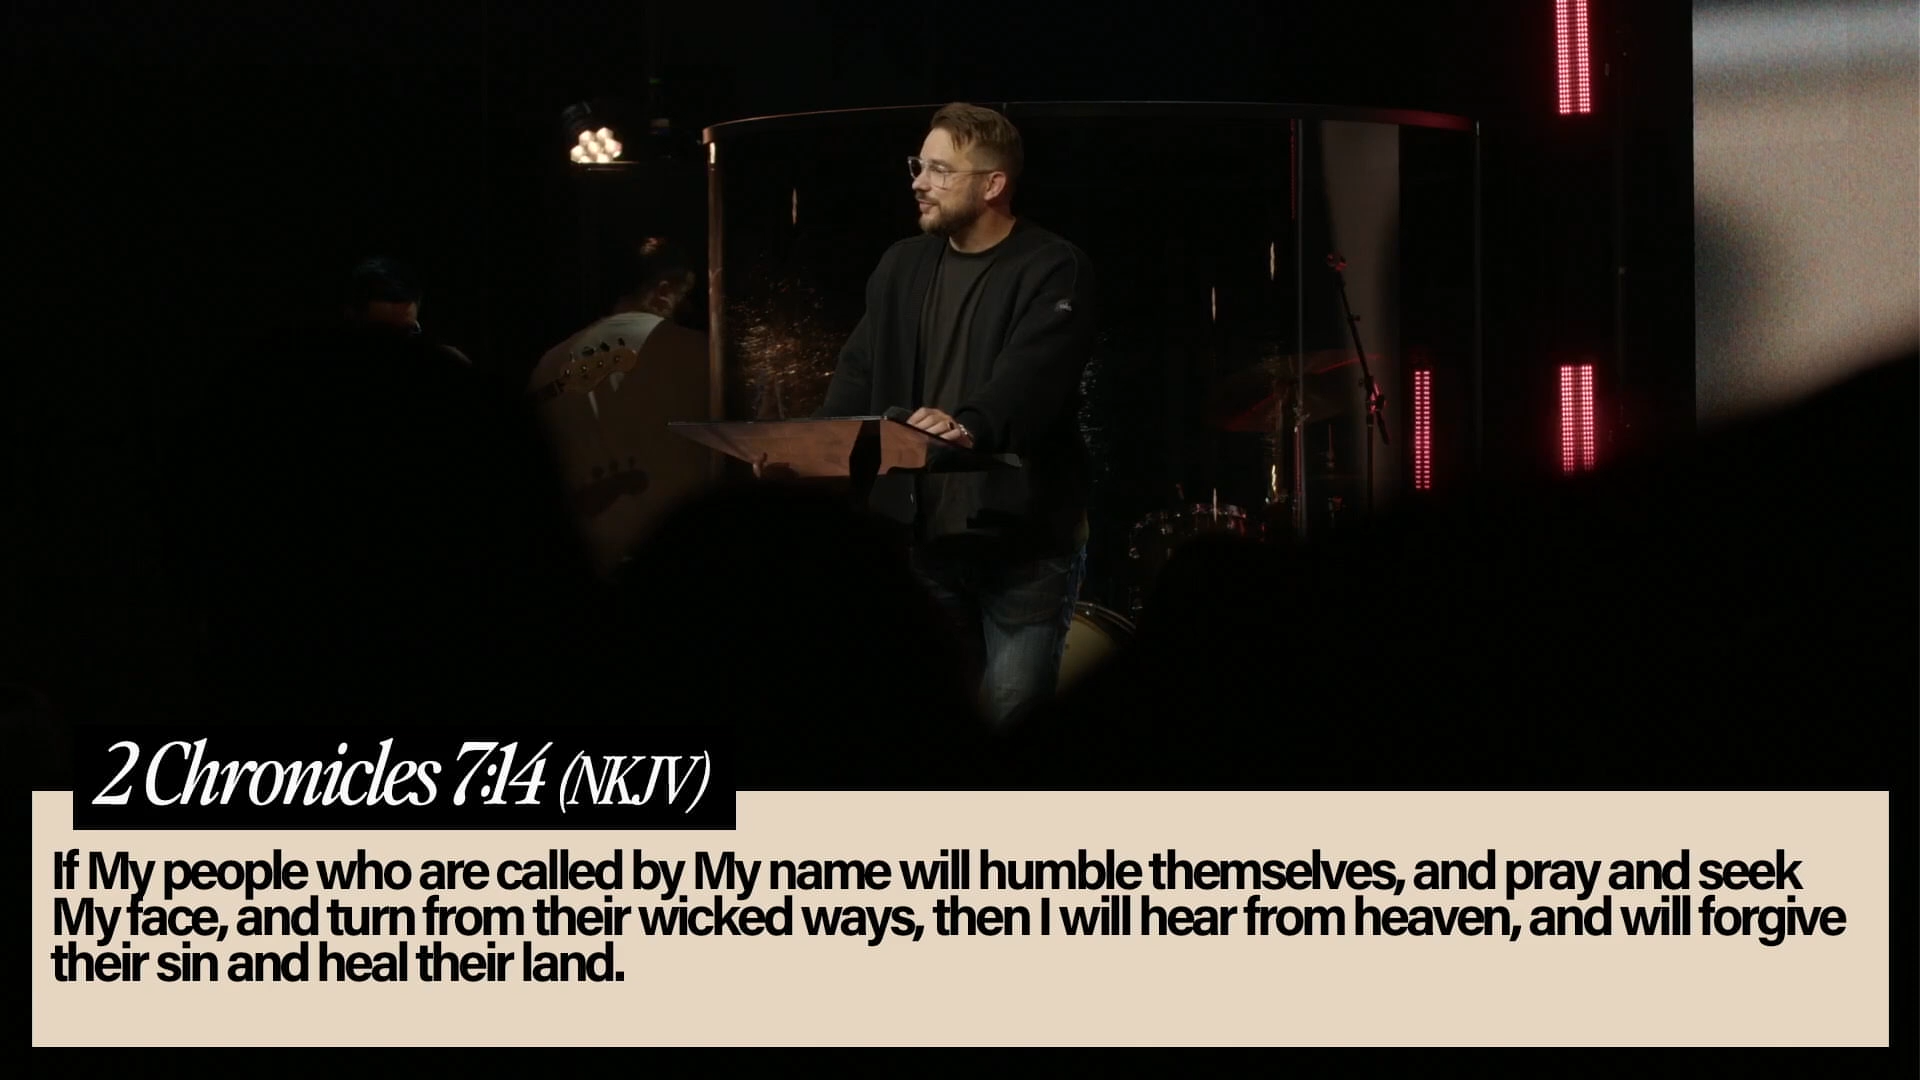 2 Chronicles 7:14 (NKJV)
If My people who are called by My name will humble themselves, and pray and seek
My face, and turn from their wicked ways, then I will hear from heaven, and will forgive
their sin and heal their land.